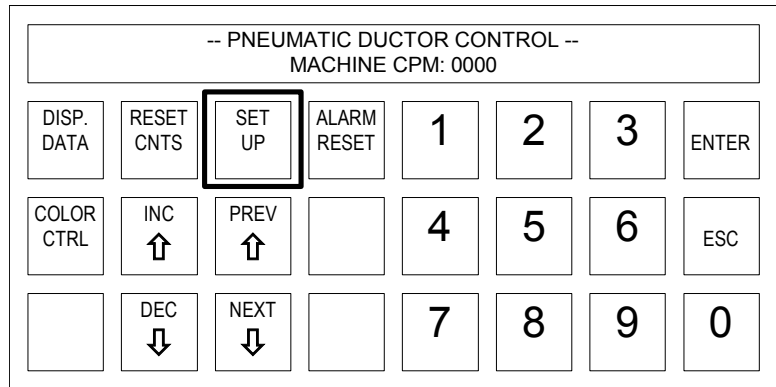 -- PNEUMATIC DUCTOR CONTROL --
MACHINE CPM: 0000
DISP.
DATA
RESET
CNTS
SET
UP
ALARM
RESET
1
2
3
ENTER
COLOR
CTRL
INC
PREV
4
5
6
ESC
DEC
NEXT
7
8
9
0